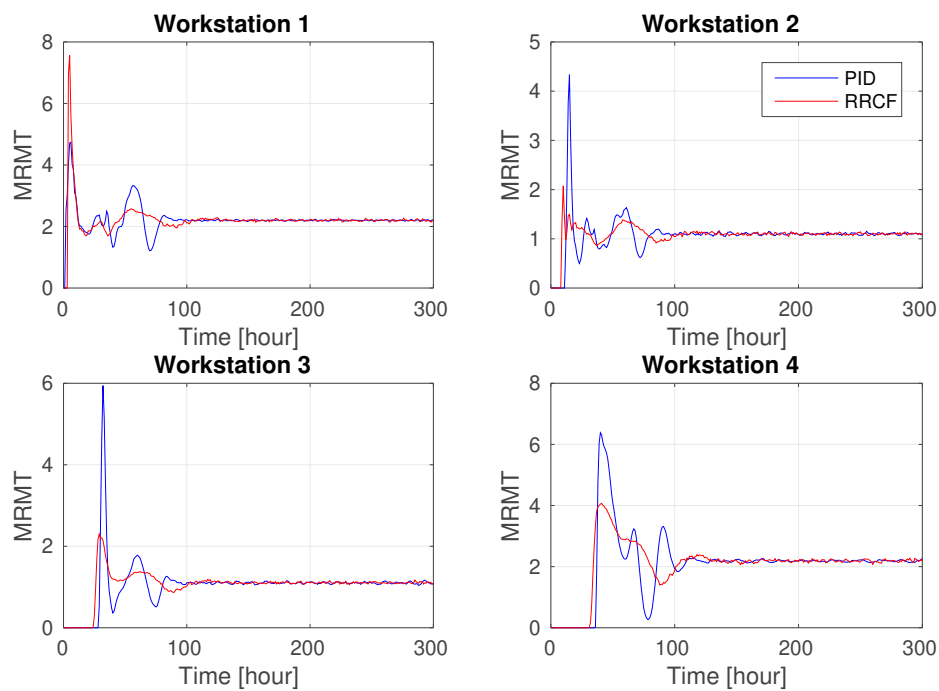 Workstation 1
8
6
4
2
0
MRMT
0 100 200 300
Time [hour]
Workstation 2
5
4
3
2
1
0
MRMT
PID
RRCF
0 100 200 300
Time [hour]
Workstation 3
6
4
2
0
MRMT
0 100 200 300
Time [hour]
Workstation 4
8
6
4
2
0
MRMT
0 100 200 300
Time [hour]